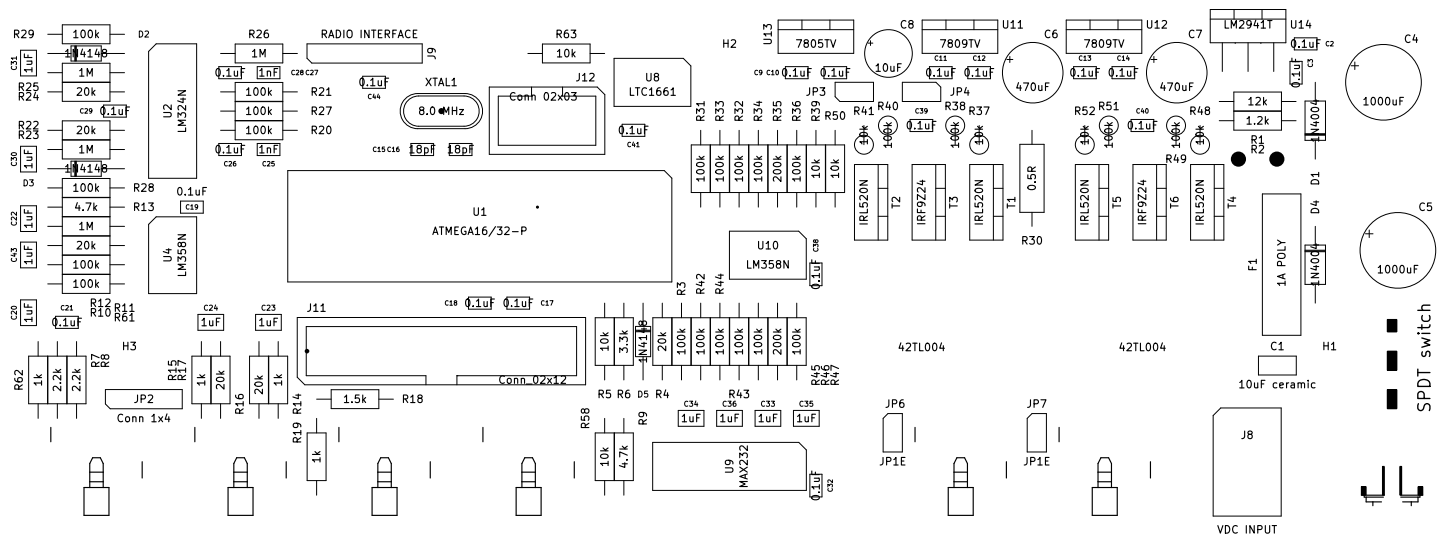 R29
100k
D2
C31
1uF
1N4148
1M
R25
R24
20k
C29
0.1uF
R22
R23
20k
1M
C30
1uF
1N4148
D3
100k
R28
4.7k
R13
C22
1uF
1M
C43
1uF
20k
100k
100k
C20
1uF
C21
0.1uF
R12
R10
R11
R61
H3
U2
LM324N
0.1uF
C19
U4
LM358N
R26
1M
0.1uF
1nF
C28
C27
100k
R21
100k
R27
100k
R20
0.1uF
1nF
C26
C25
RADIO INTERFACE
J9
0.1uF
C44
XTAL1
8.0 MHz
C15
C16
18pF
18pF
R63
10k
J12
Conn 02x03
U8
LTC1661
0.1uF
C41
U1
ATMEGA16/32-P
H2
U13
7805TV
C9
C10
0.1uF
0.1uF
C8
10uF
JP3
JP4
U11
7809TV
C11
C12
0.1uF
0.1uF
C6
470uF
U12
7809TV
C13
C14
0.1uF
0.1uF
C7
470uF
LM2941T
U14
0.1uF
C2
0.1uF
C3
C4
1000uF
R31
R33
R32
R34
R35
R36
R39
R50
100k
100k
100k
100k
200k
100k
10k
10k
R41
R40
C39
0.1uF
R38
R37
10k
100k
100k
10k
R52
R51
C40
0.1uF
R48
R49
10k
100k
100k
10k
12k
1.2k
R1
R2
1N4004
D1
IRL520N
T2
IRF9Z24
T3
IRL520N
T1
0.5R
R30
IRL520N
T5
IRF9Z24
T6
IRL520N
T4
D4
1N4004
F1
1A POLY
C5
1000uF
U10
LM358N
C38
0.1uF
C18
0.1uF
0.1uF
C17
J11
Conn_02x12
C24
1uF
C23
1uF
R62
1k
2.2k
2.2k
R7
R8
R15
R17
1k
20k
R16
20k
1k
R14
JP2
Conn 1x4
1.5k
R18
R19
1k
10k
3.3k
1N4148
20k
100k
100k
100k
100k
100k
200k
100k
R3
R42
R44
R5
R6
D5
R4
R43
R45
R46
R47
R58
R9
10k
4.7k
C34
C36
C33
C35
1uF
1uF
1uF
1uF
U9
MAX232
0.1uF
C32
42TL004
42TL004
JP6
JP1E
JP7
JP1E
C1
10uF ceramic
H1
J8
VDC INPUT
SPDT switch